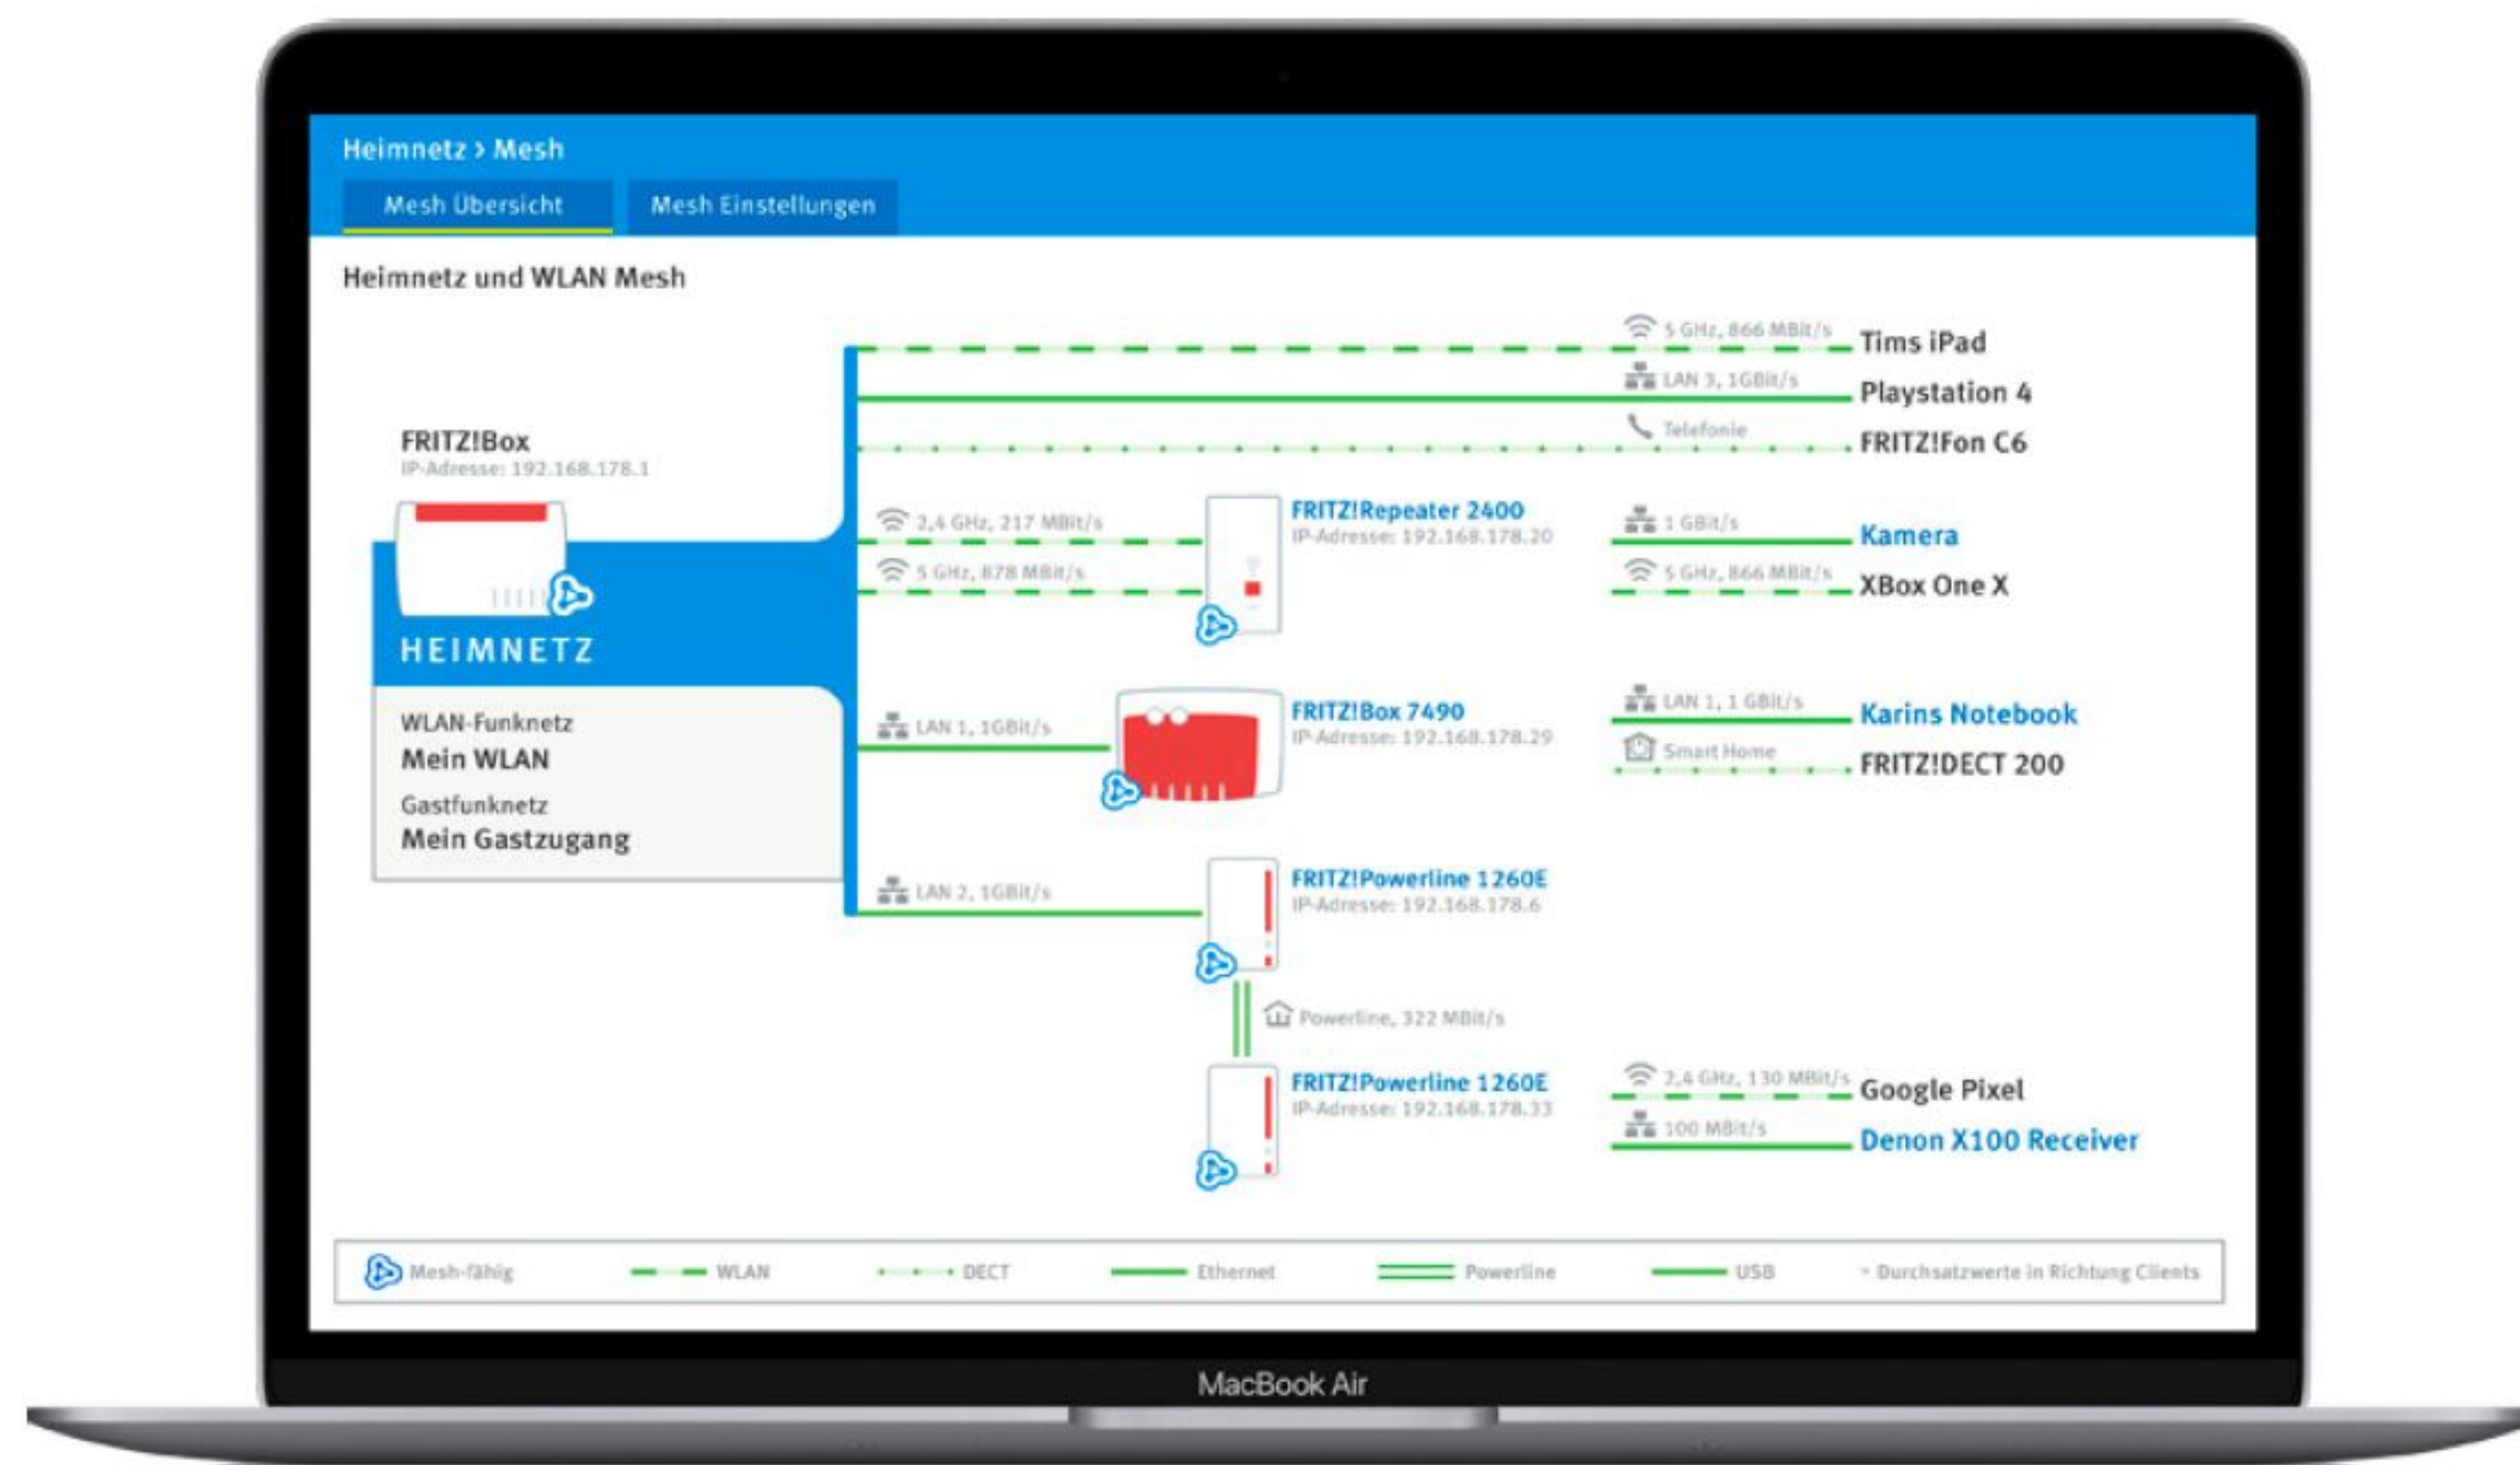 Heimnetz > Mesh
Mesh Übersicht
Mesh Einstellungen
Heimnetz und WLAN Mesh
5 GHz, 866 MBit/s
Tims iPad
LAN 3, 1GBit/s
Playstation 4
Telefonie
FRITZ!Fon C6
FRITZ!Box
IP-Adresse: 192.168.178.1
HEIMNETZ
WLAN-Funknetz
Mein WLAN
Gastfunknetz
Mein Gastzugang
2,4 GHz, 217 MBit/s
5 GHz, 878 MBit/s
FRITZ!Repeater 2400
IP-Adresse: 192.168.178.20
1 GBit/s
Kamera
5 GHz, 866 MBit/s
XBox One X
LAN 1, 1GBit/s
FRITZ!Box 7490
IP-Adresse: 192.168.178.29
LAN 1, 1 GBit/s
Karins Notebook
Smart Home
FRITZ!DECT 200
LAN 2, 1GBit/s
FRITZ!Powerline 1260E
IP-Adresse: 192.168.178.6
Powerline, 322 MBit/s
FRITZ!Powerline 1260E
IP-Adresse: 192.168.178.33
2,4 GHz, 130 MBit/s
Google Pixel
100 MBit/s
Denon X100 Receiver
Mesh-fähig
WLAN
DECT
Ethernet
Powerline
USB
Durchsatzwerte in Richtung Clients
MacBook Air